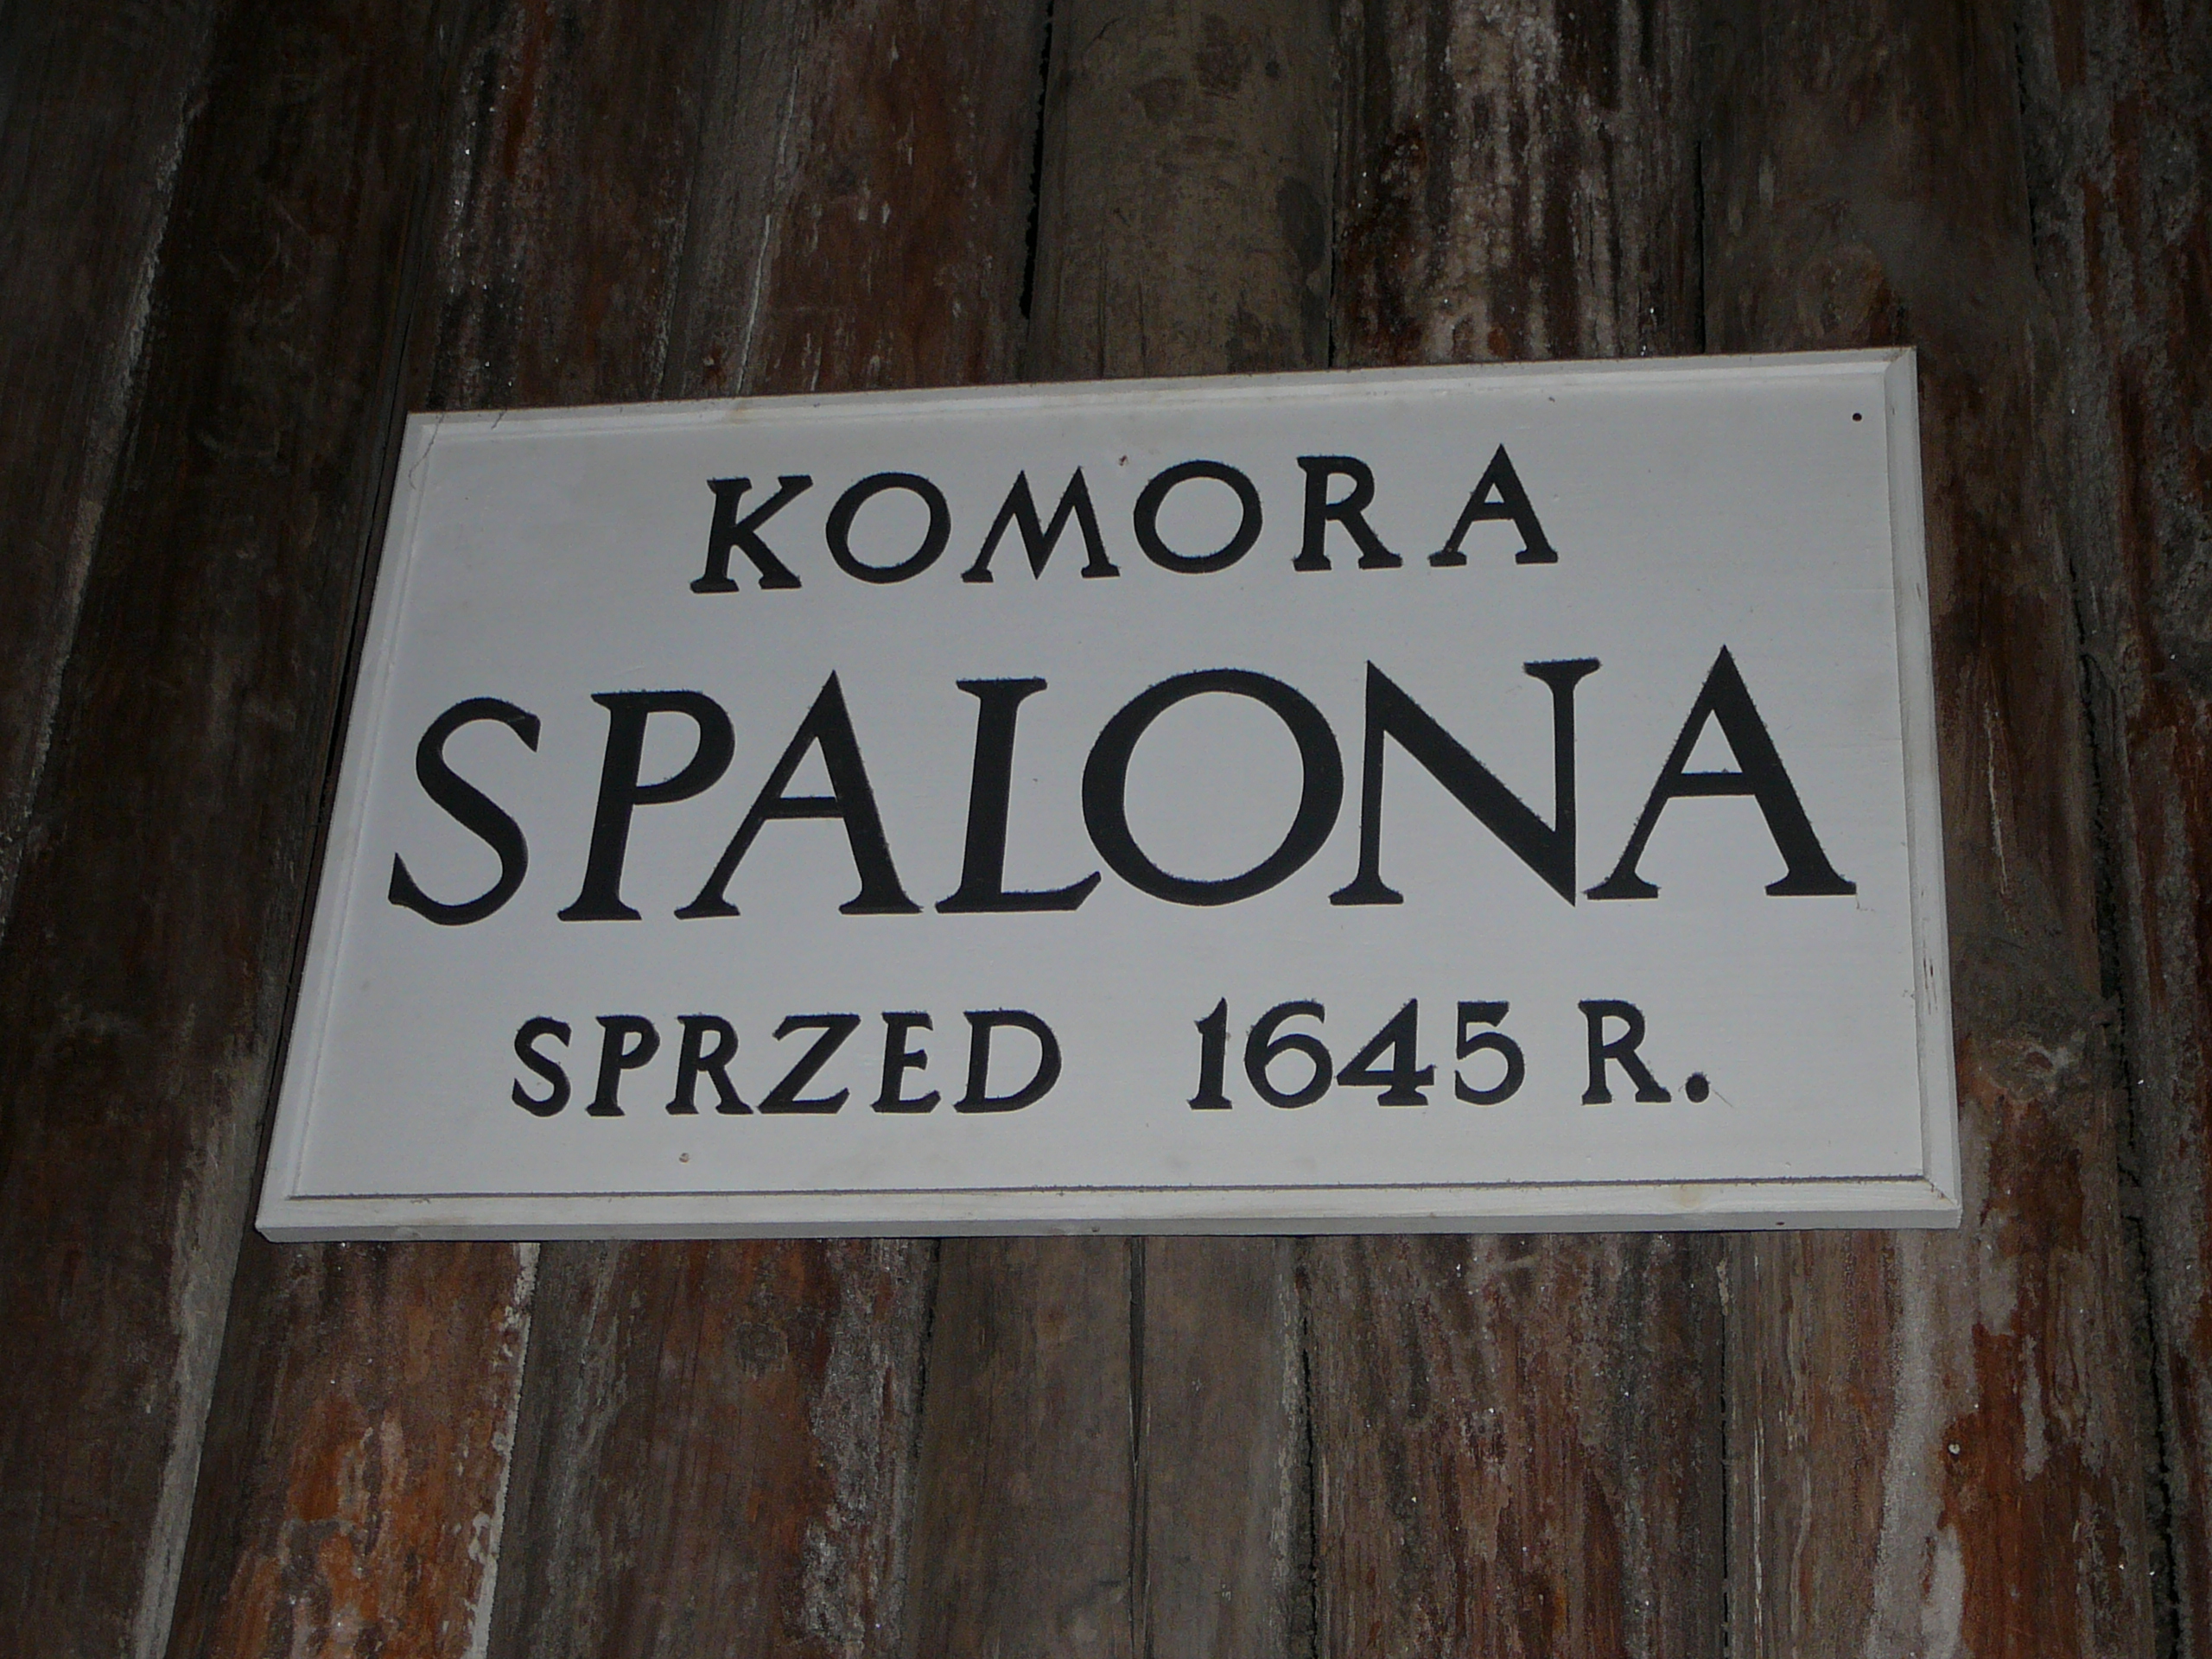 KOMORA
SPALONA
SPRZED 1645 R.